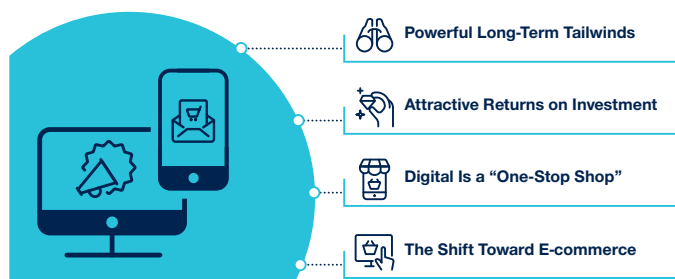 Powerful Long-Term Tailwinds
Attractive Returns on Investment
Digital Is a “One-Stop Shop”
The Shift Toward E-commerce